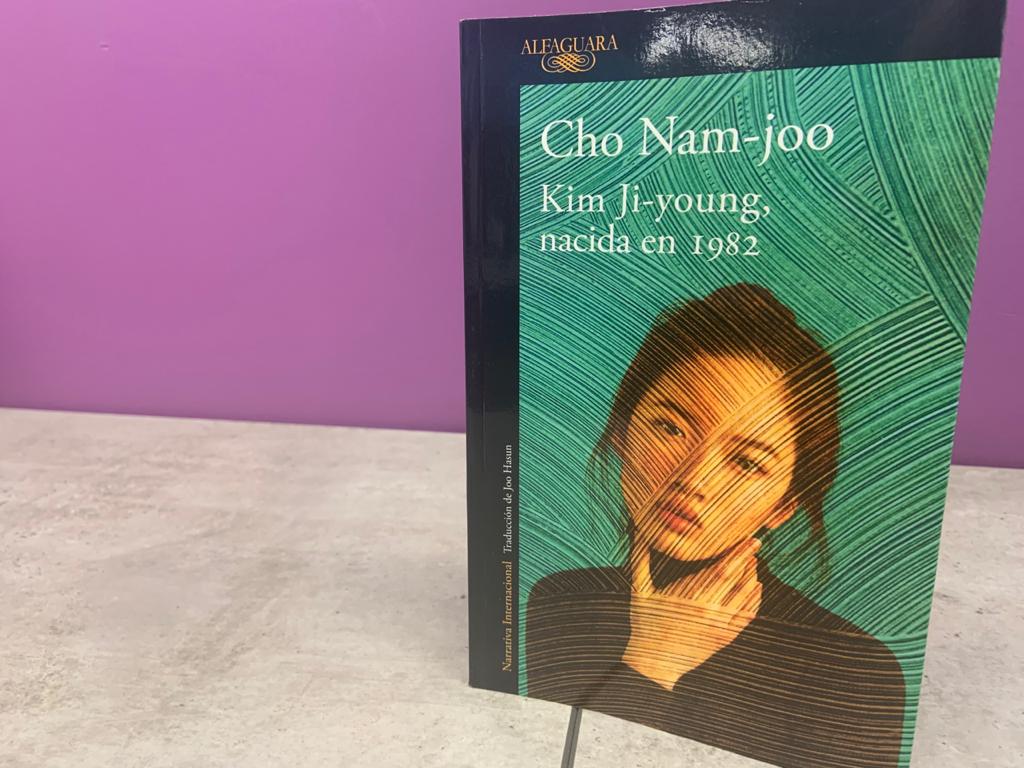 ALFAGUARA
Cho Nam-joo
Kim Ji-young,
nacida en 1982
Narrativa Internacional Traducción de Joo Hasun